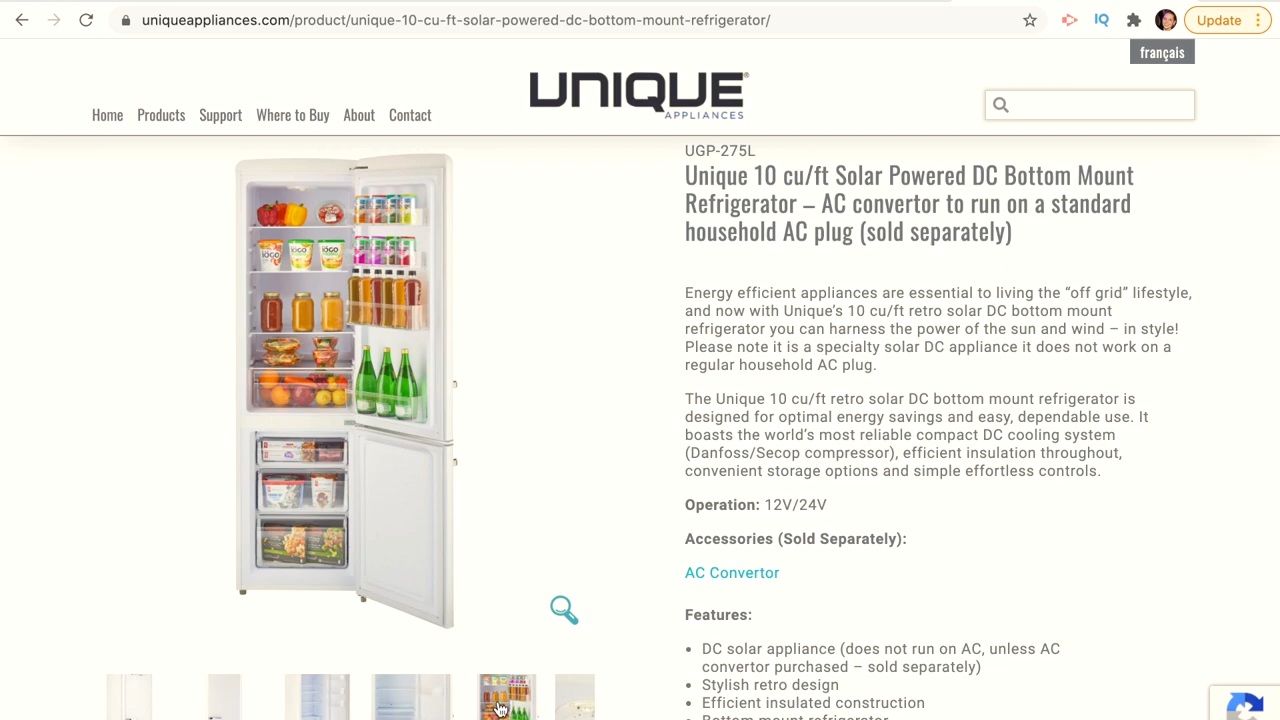 uniqueappliances.com/product/unique-10-cu-ft-solar-powered-dc-bottom-mount-refrigerator/
IQ
Update
français
UNIQUE®
APPLIANCES
Home Products Support Where to Buy About Contact
UGP-275L
Unique 10 cu/ft Solar Powered DC Bottom Mount
Refrigerator – AC convertor to run on a standard
household AC plug (sold separately)
Energy efficient appliances are essential to living the “off grid” lifestyle,
and now with Unique’s 10 cu/ft retro solar DC bottom mount
refrigerator you can harness the power of the sun and wind – in style!
Please note it is a specialty solar DC appliance it does not work on a
regular household AC plug.
The Unique 10 cu/ft retro solar DC bottom mount refrigerator is
designed for optimal energy savings and easy, dependable use. It
boasts the world’s most reliable compact DC cooling system
(Danfoss/Secop compressor), efficient insulation throughout,
convenient storage options and simple effortless controls.
Operation: 12V/24V
Accessories (Sold Separately):
AC Convertor
Features:
• DC solar appliance (does not run on AC, unless AC
convertor purchased – sold separately)
• Stylish retro design
• Efficient insulated construction
• Bottom mount refrigerator
IÖGO IÖGO IÖGO